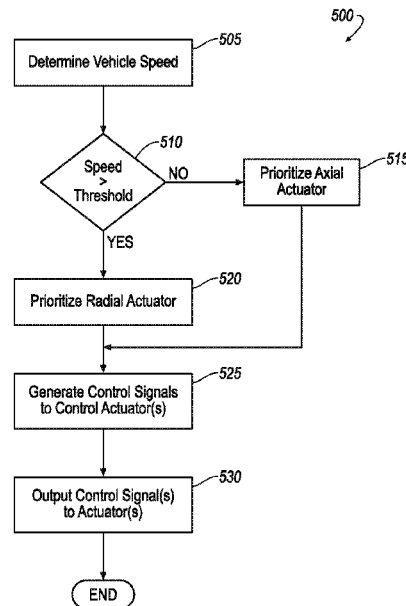 500
505
Determine Vehicle Speed
510
Speed
>
Threshold
NO
515
Prioritize Axial
Actuator
YES
520
Prioritize Radial Actuator
525
Generate Control Signals
to Control Actuator(s)
530
Output Control Signal(s)
to Actuator(s)
END